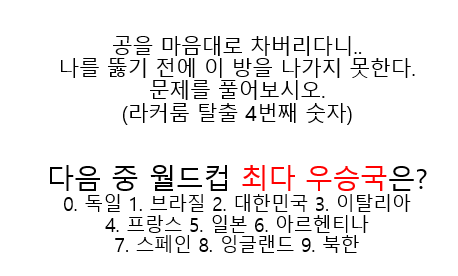 공을 마음대로 차버리다니..
나를 뚫기 전에 이 방을 나가지 못한다.
문제를 풀어보시오.
(라커룸 탈출 4번째 숫자)
다음 중 월드컵 최다 우승국은?
0. 독일 1. 브라질 2. 대한민국 3. 이탈리아
4. 프랑스 5. 일본 6. 아르헨티나
7. 스페인 8. 잉글랜드 9. 북한